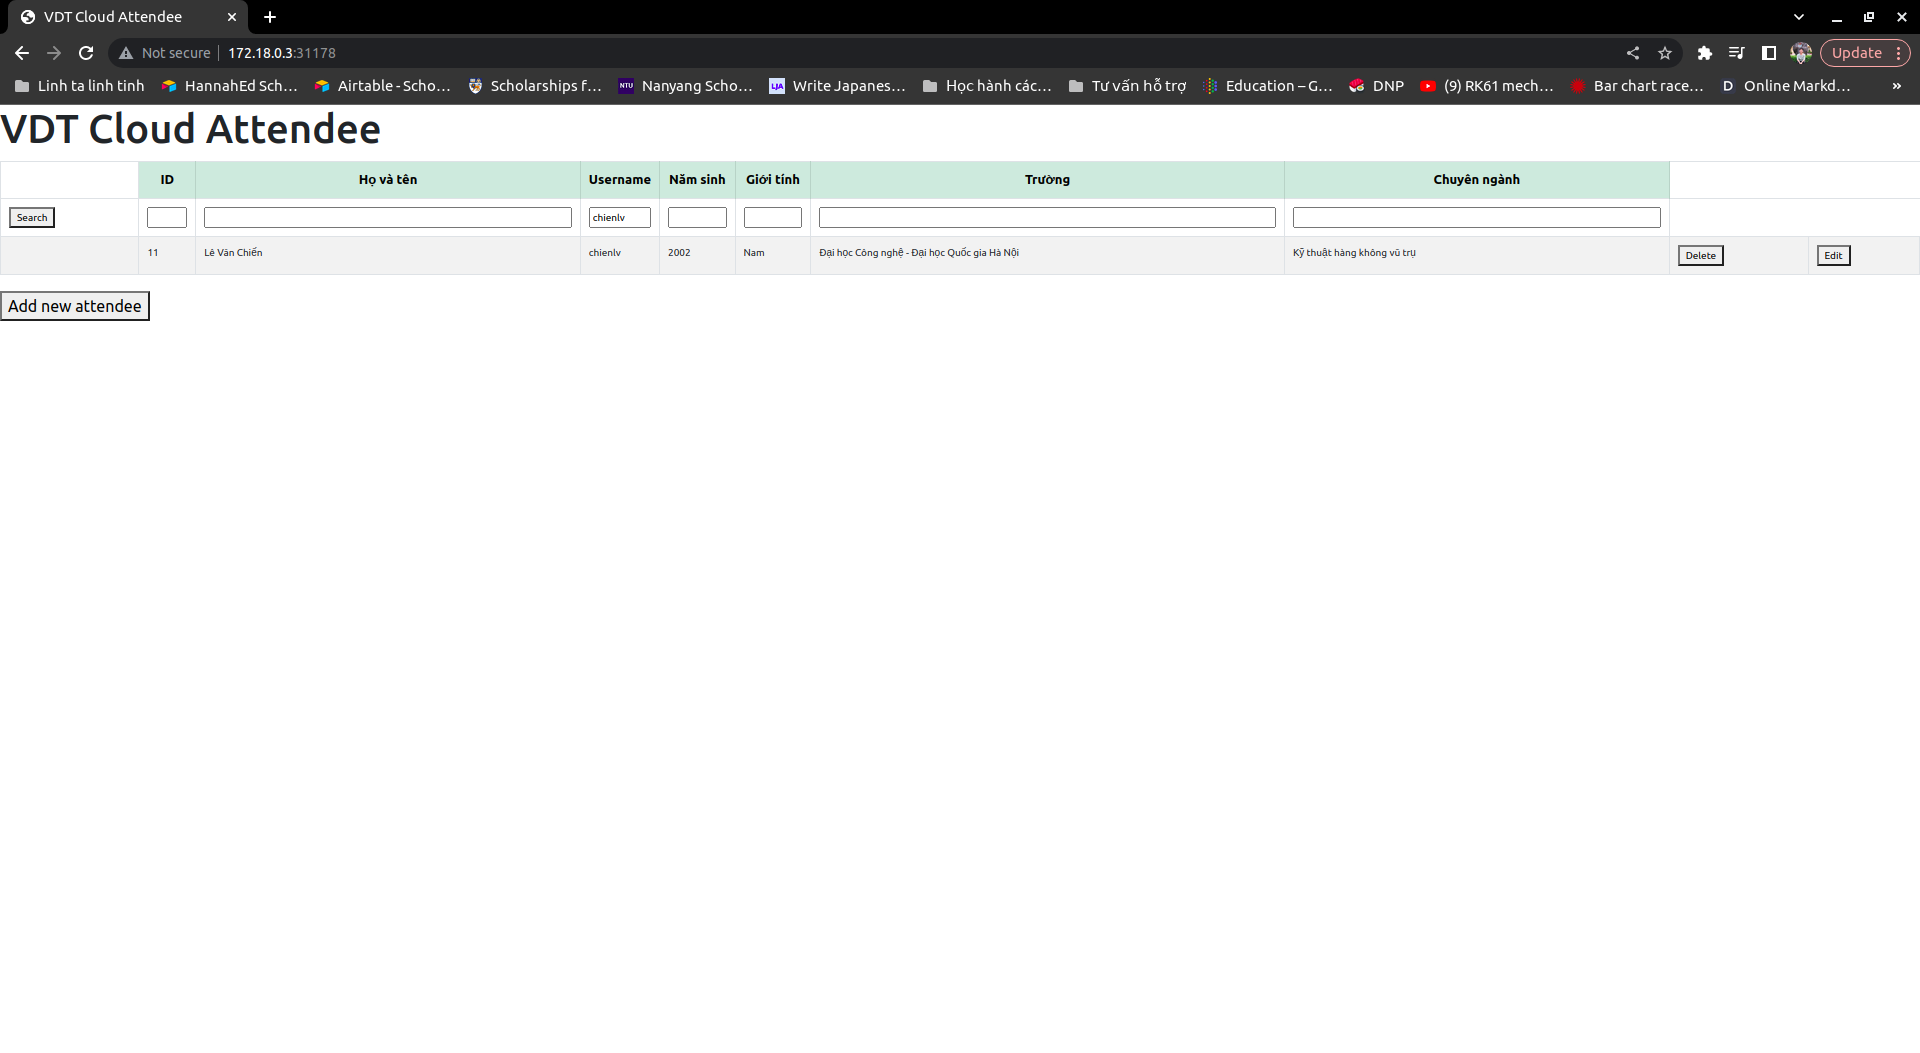 VDT Cloud Attendee
Not secure 172.18.0.3:31178 Update
Linh ta linh tinh HannahEd Sch... Airtable - Scho... Scholarships f... NTU Nanyang Scho... LJA Write Japanes... Học hành các... Tư vấn hỗ trợ Education – G... DNP (9) RK61 mech... Bar chart race... D Online Markd... »
VDT Cloud Attendee
ID Họ và tên Username Năm sinh Giới tính Trường Chuyên ngành
Search chienlv
11 Lê Văn Chiến chienlv 2002 Nam Đại học Công nghệ - Đại học Quốc gia Hà Nội Kỹ thuật hàng không vũ trụ Delete Edit
Add new attendee